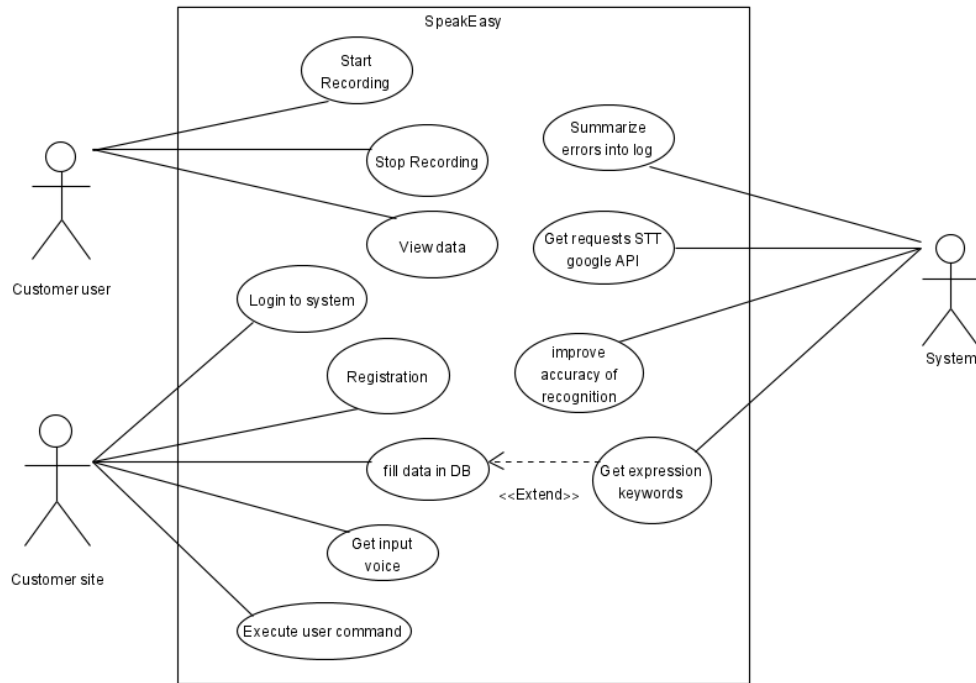 SpeakEasy
Start
Recording
Summarize
errors into log
Stop Recording
View data
Get requests STT
google API
Customer user
Login to system
improve
accuracy of
recognition
System
Registration
fill data in DB
Get expression
keywords
<<Extend>>
Get input
voice
Customer site
Execute user command